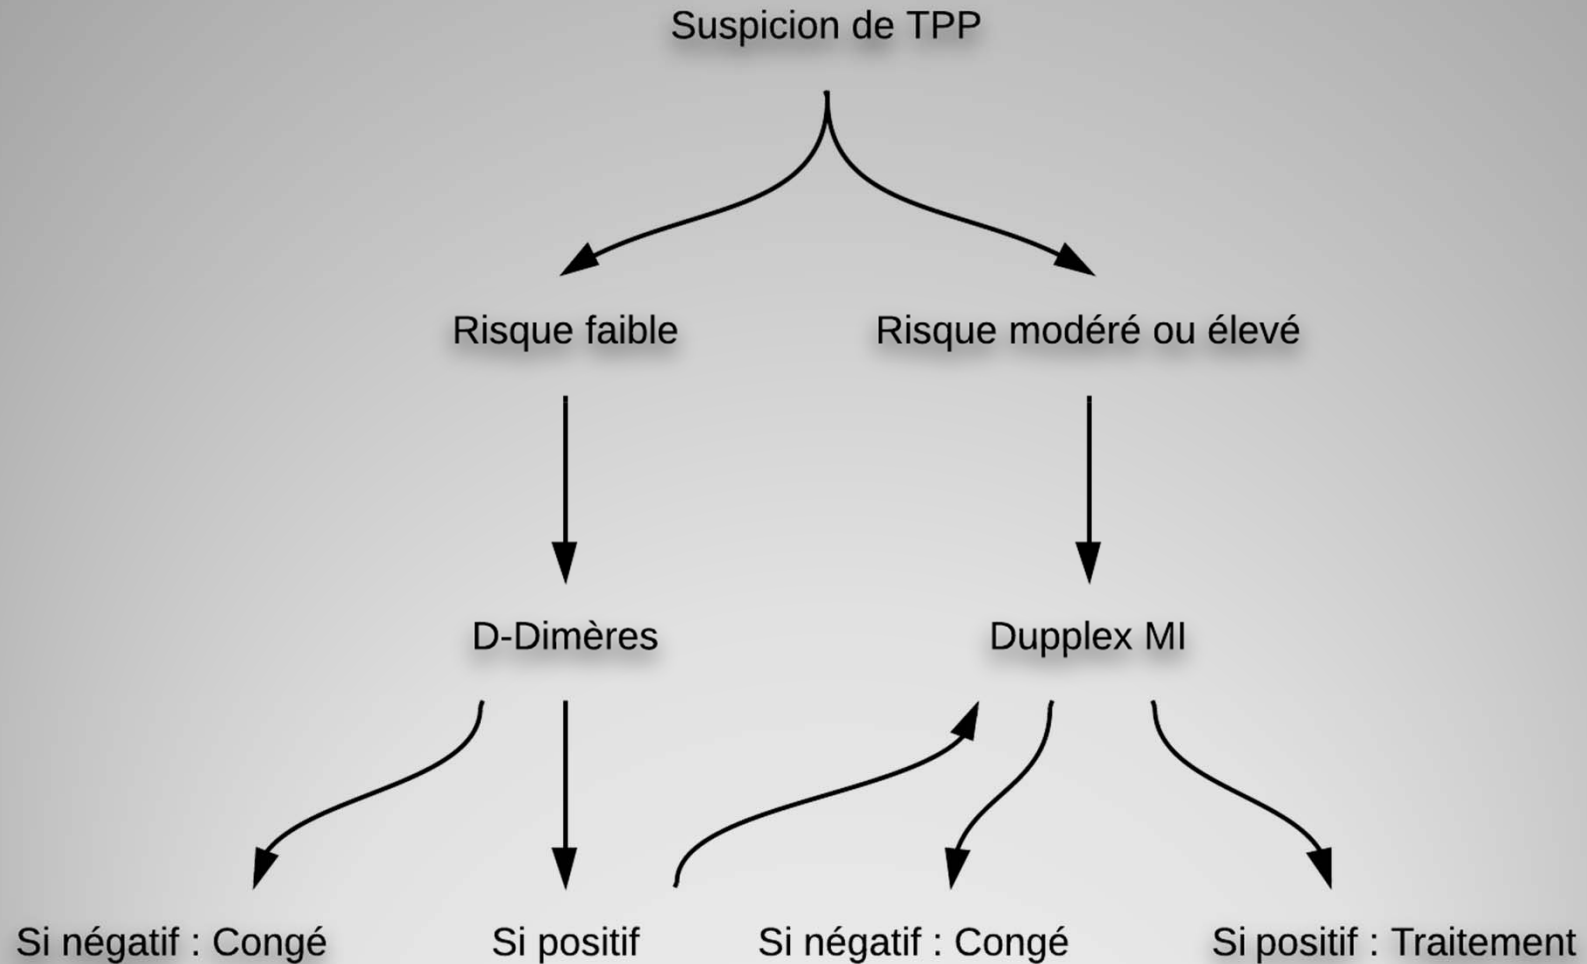 Suspicion de TPP
Risque faible
Risque modéré ou élevé
D-Dimères
Dupplex MI
Si négatif : Congé
Si positif
Si négatif : Congé
Si positif : Traitement